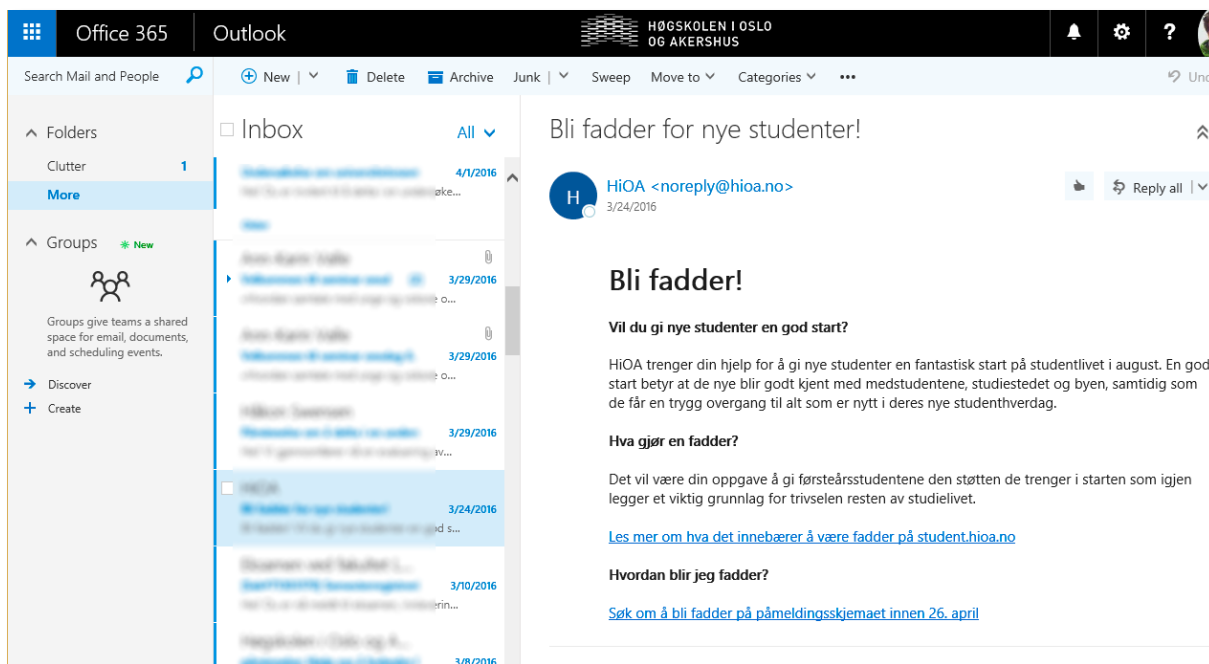 Office 365
Outlook
HØGSKOLEN I OSLO
OG AKERSHUS
?
Search Mail and People
New
Delete
Archive
Junk
Sweep
Move to
Categories
•••
Folders
Clutter 1
More
Groups
New
Groups give teams a shared
space for email, documents,
and scheduling events.
Discover
Create
Inbox
All
4/1/2016
3/29/2016
o...
3/29/2016
o...
3/29/2016
av...
HiOA
Bli fadder for nye studenter!
3/24/2016
3/10/2016
3/8/2016
Bli fadder for nye studenter!
H
HiOA <noreply@hioa.no>
3/24/2016
Reply all
Bli fadder!
Vil du gi nye studenter en god start?
HiOA trenger din hjelp for å gi nye studenter en fantastisk start på studentlivet i august. En god
start betyr at de nye blir godt kjent med medstudentene, studiestedet og byen, samtidig som
de får en trygg overgang til alt som er nytt i deres nye studenthverdag.
Hva gjør en fadder?
Det vil være din oppgave å gi førsteårsstudentene den støtten de trenger i starten som igjen
legger et viktig grunnlag for trivselen resten av studielivet.
Les mer om hva det innebærer å være fadder på student.hioa.no
Hvordan blir jeg fadder?
Søk om å bli fadder på påmeldingsskjemaet innen 26. april